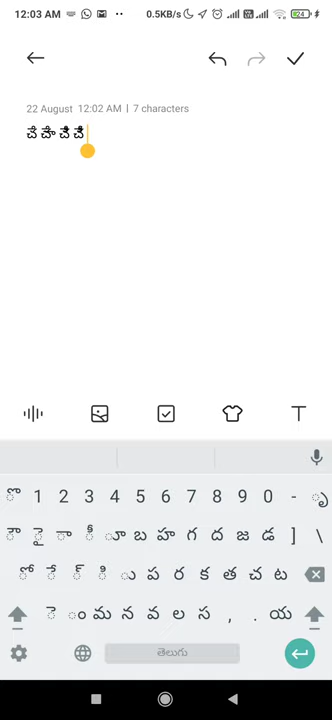 12:03 AM 0.5KB/s 24
22 August 12:02 AM | 7 characters
T
ొ 1 2 3 4 5 6 7 8 9 0 - ృ
ౌ ై ా ీ ూ బ హ గ ద జ డ ] \
ో ే ్ ి ు ప ర క త చ ట
ె ం మ న వ ల స , . య
తెలుగు